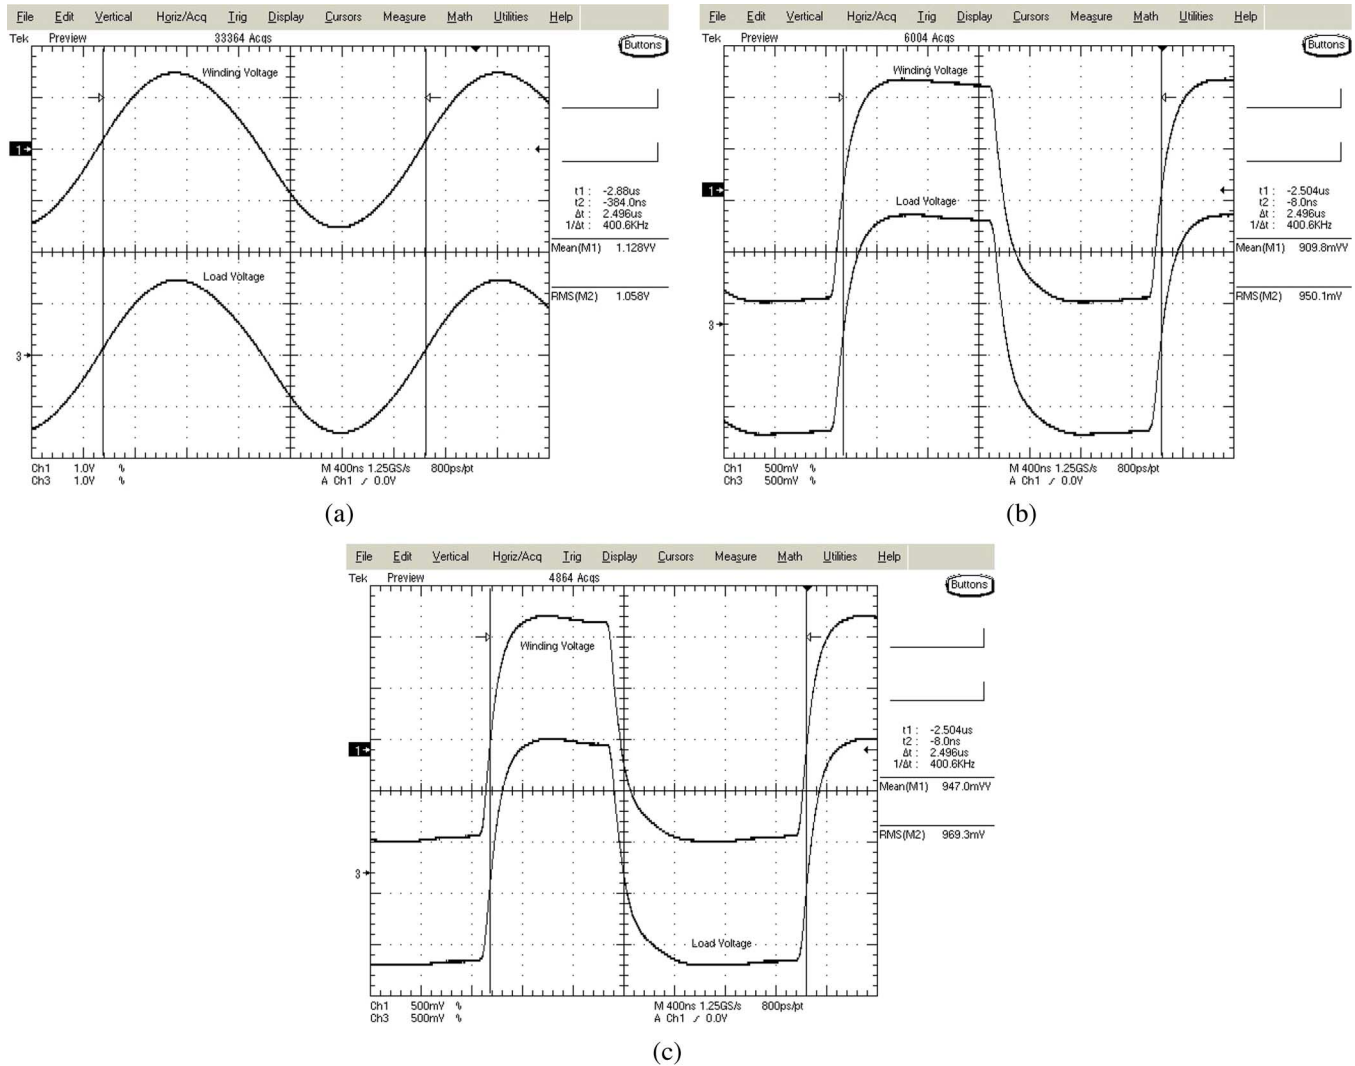 File Edit Vertical Horiz/Acq Trig Display Cursors Measure Math Utilities Help
Tek Preview 33364 Acqs
Buttons
Winding Voltage
1
t1 : -2.88us
t2 : -384.0ns
Δt : 2.496us
1/Δt : 400.6KHz
Mean(M1) 1.128VV
Load Voltage
RMS(M2) 1.058V
3
Ch1 1.0V % M 400ns 1.25GS/s 800ps/pt
Ch3 1.0V % A Ch1 / 0.0V
(a)
File Edit Vertical Horiz/Acq Trig Display Cursors Measure Math Utilities Help
Tek Preview 6004 Acqs
Buttons
Winding Voltage
1
t1 : -2.504us
t2 : -8.0ns
Δt : 2.496us
1/Δt : 400.6KHz
Load Voltage
Mean(M1) 909.8mVV
RMS(M2) 950.1mV
3
Ch1 500mV % M 400ns 1.25GS/s 800ps/pt
Ch3 500mV % A Ch1 / 0.0V
(b)
File Edit Vertical Horiz/Acq Trig Display Cursors Measure Math Utilities Help
Tek Preview 4864 Acqs
Buttons
Winding Voltage
1
t1 : -2.504us
t2 : -8.0ns
Δt : 2.496us
1/Δt : 400.6KHz
Mean(M1) 947.0mVV
RMS(M2) 969.3mV
3
Load Voltage
Ch1 500mV % M 400ns 1.25GS/s 800ps/pt
Ch3 500mV % A Ch1 / 0.0V
(c)